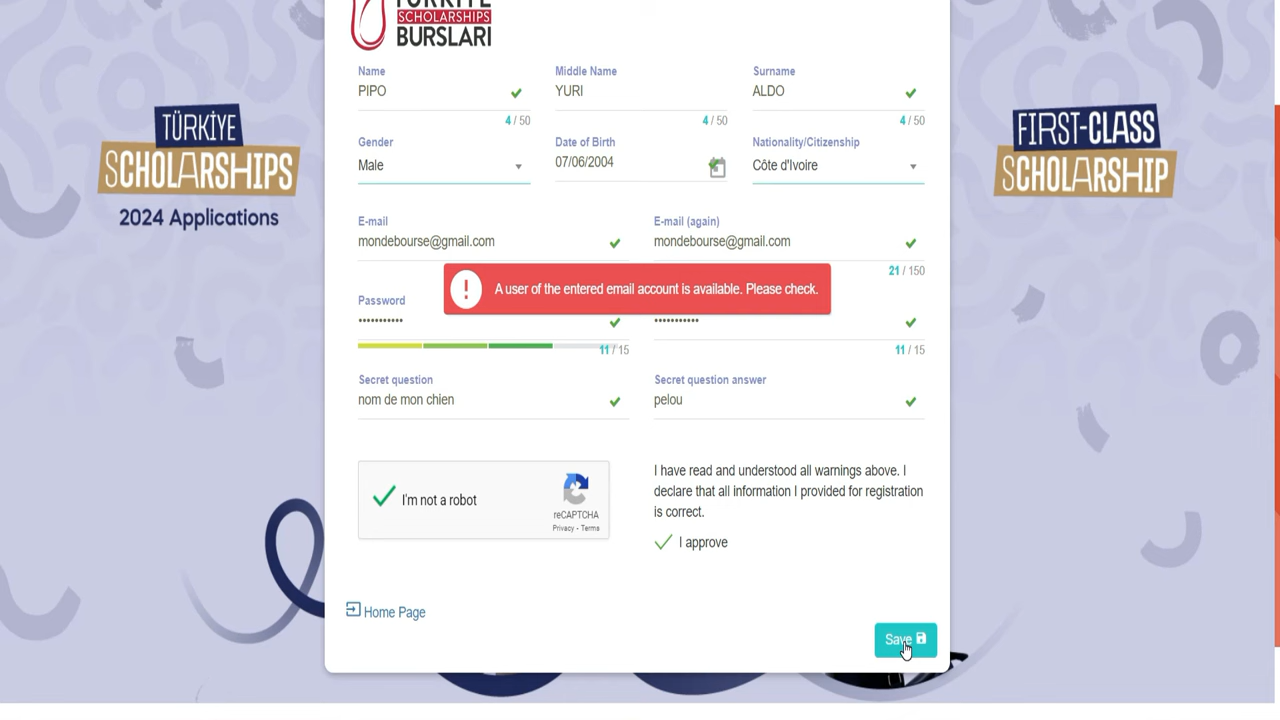 TÜRKİYE
SCHOLARSHIPS
BURSLARI
Name
Middle Name
Surname
PIPO
YURI
ALDO
4 / 50
4 / 50
4 / 50
Gender
Date of Birth
Nationality/Citizenship
Male
07/06/2004
Côte d'Ivoire
TÜRKİYE
SCHOLARSHIPS
2024 Applications
FIRST-CLASS
SCHOLARSHIP
E-mail
E-mail (again)
mondebourse@gmail.com
mondebourse@gmail.com
21 / 150
A user of the entered email account is available. Please check.
Password
•••••••••••
•••••••••••
11 / 15
11 / 15
Secret question
Secret question answer
nom de mon chien
pelou
I'm not a robot
reCAPTCHA
Privacy - Terms
I have read and understood all warnings above. I
declare that all information I provided for registration
is correct.
I approve
Home Page
Save